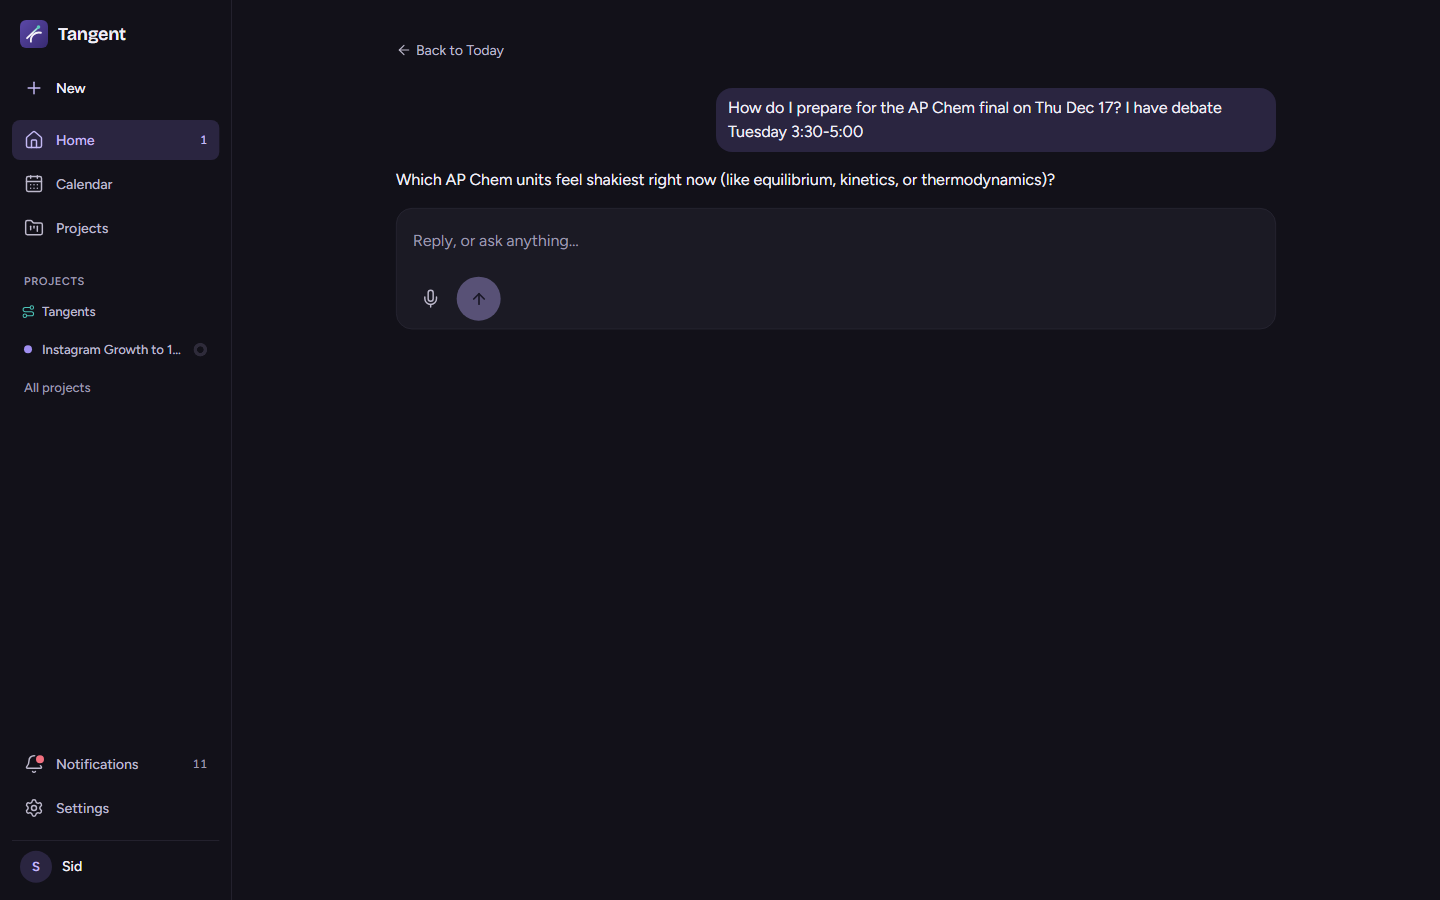 Tangent
New
Home 1
Calendar
Projects
PROJECTS
Tangents
Instagram Growth to 1...
All projects
Notifications 11
Settings
S Sid
Back to Today
How do I prepare for the AP Chem final on Thu Dec 17? I have debate
Tuesday 3:30-5:00
Which AP Chem units feel shakiest right now (like equilibrium, kinetics, or thermodynamics)?
Reply, or ask anything...